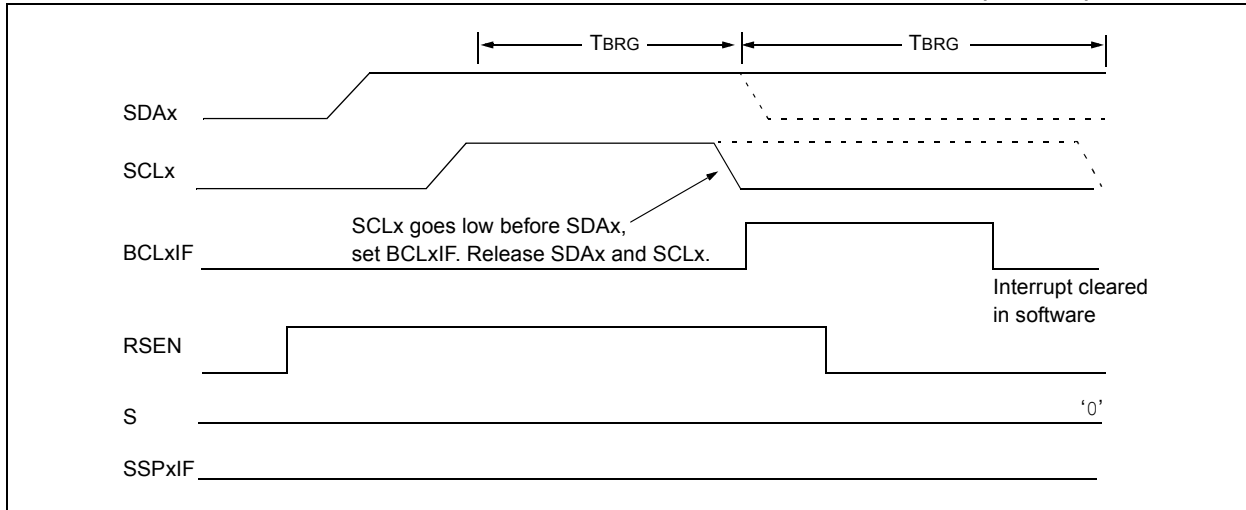 TBRG
TBRG
SDAx
SCLx
SCLx goes low before SDAx,
set BCLxIF. Release SDAx and SCLx.
BCLxIF
Interrupt cleared
in software
RSEN
S
‘0’
SSPxIF